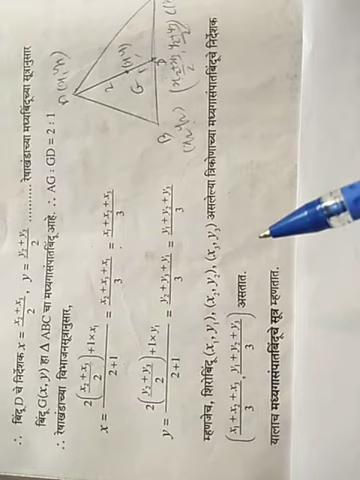 ∴ बिंदू D चे निर्देशक x = (x₂ + x₃)/2 , y = (y₂ + y₃)/2 ........... रेषाखंडाच्या मध्यबिंदूच्या सूत्रानुसार
बिंदू G(x, y) हा Δ ABC चा मध्यगासंपातबिंदू आहे. ∴ AG : GD = 2 : 1
∴ रेषाखंडाच्या विभाजनसूत्रानुसार,
x = (2((x₂ + x₃)/2) + 1 × x₁)/(2 + 1) = (x₂ + x₃ + x₁)/3 = (x₁ + x₂ + x₃)/3
y = (2((y₂ + y₃)/2) + 1 × y₁)/(2 + 1) = (y₂ + y₃ + y₁)/3 = (y₁ + y₂ + y₃)/3
म्हणजेच, शिरोबिंदू (x₁, y₁), (x₂, y₂), (x₃, y₃) असलेल्या त्रिकोणाच्या मध्यगासंपातबिंदूचे निर्देशक
((x₁ + x₂ + x₃)/3, (y₁ + y₂ + y₃)/3) असतात.
यालाच मध्यगासंपातबिंदूचे सूत्र म्हणतात.
2
G
1
B